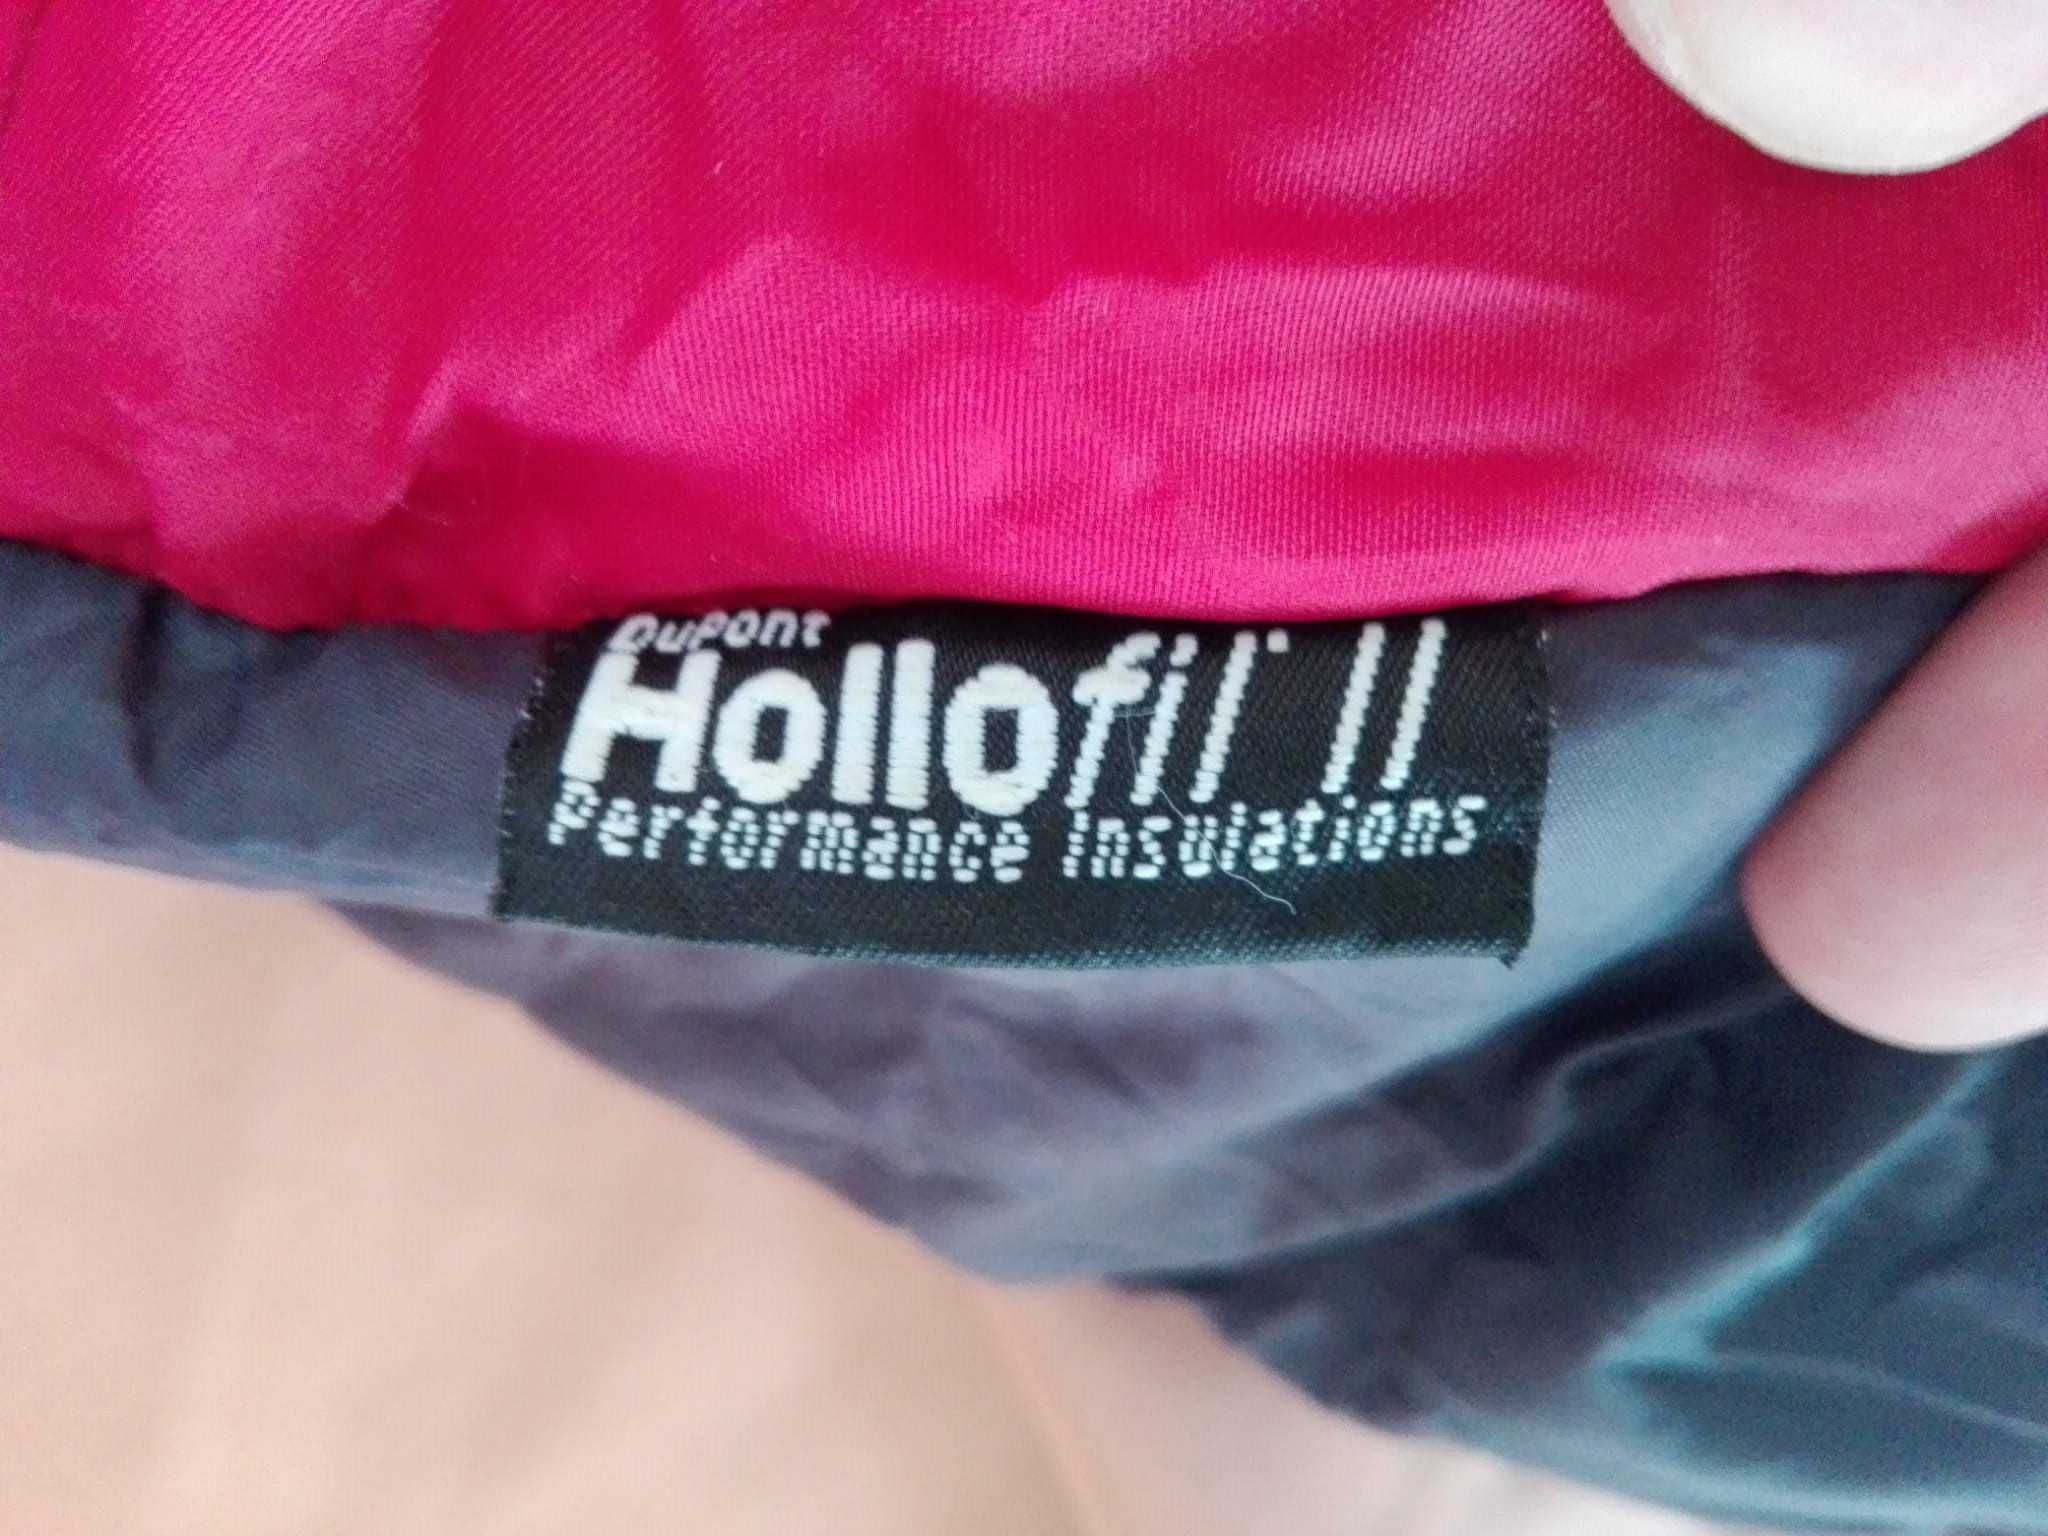 DuPont
Hollofil II
Performance Insulations